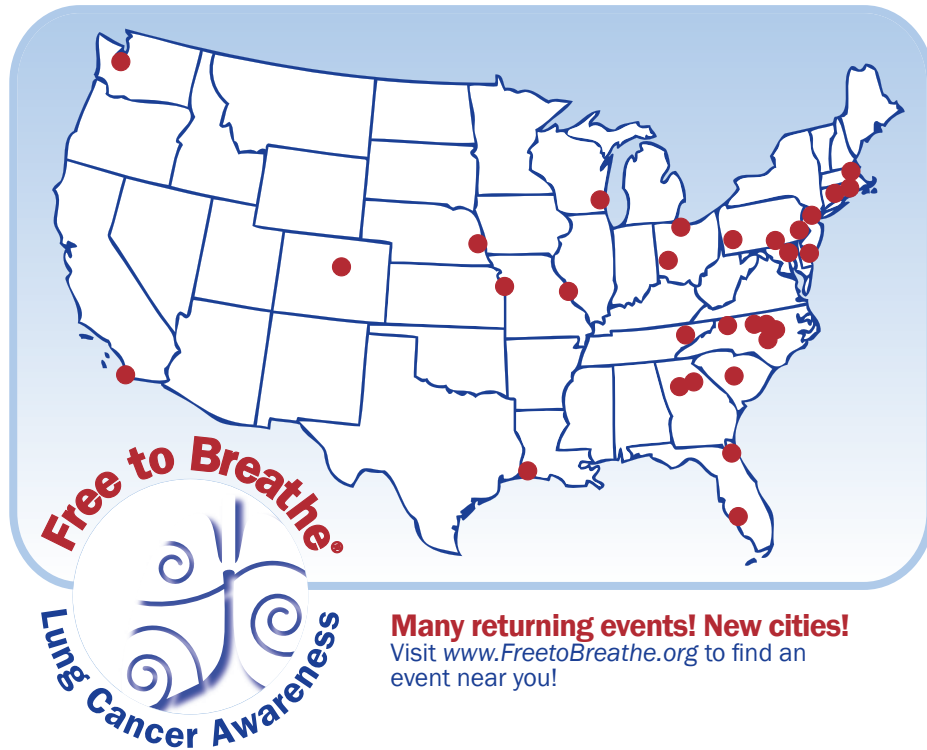 Free to Breathe®
Lung Cancer Awareness
Many returning events! New cities!
Visit www.FreetoBreathe.org to find an
event near you!